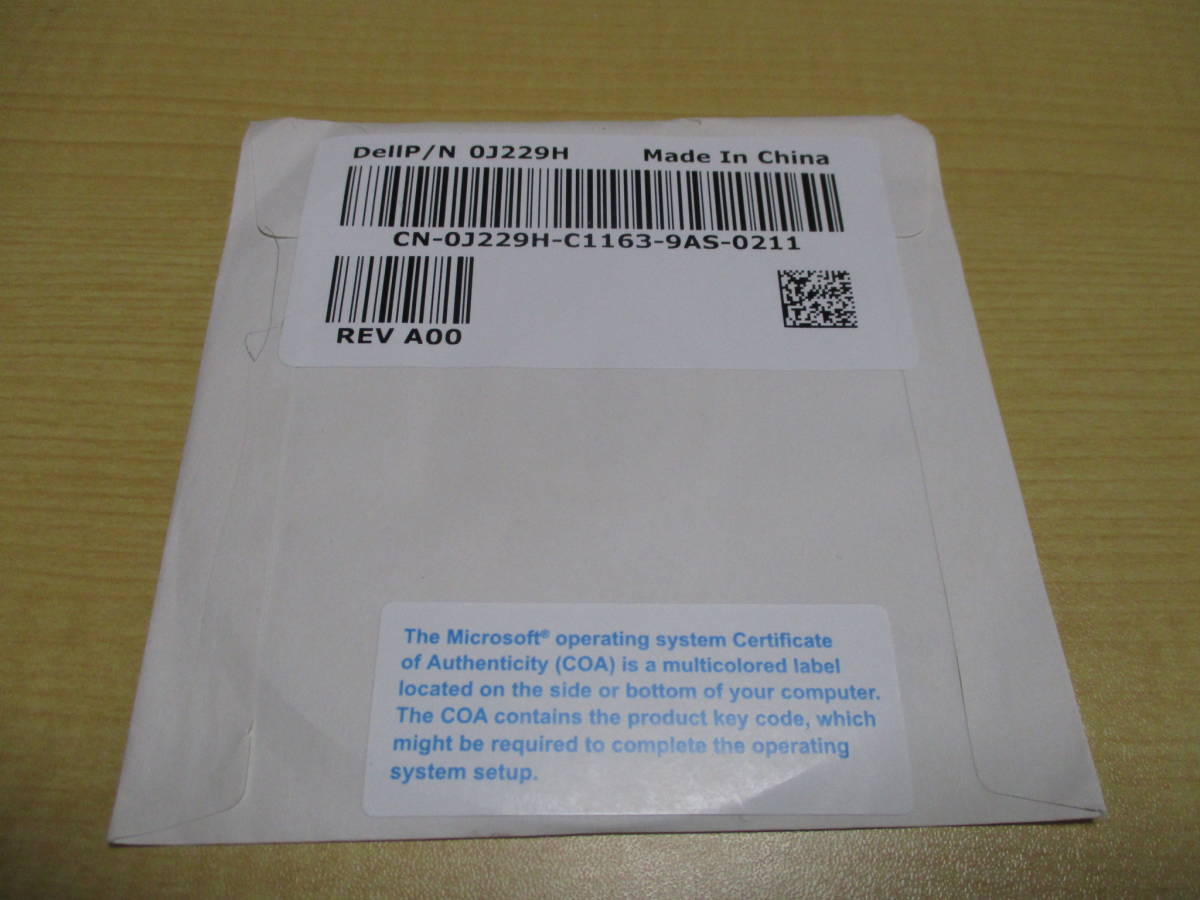 DellP/N 0J229H Made In China
CN-0J229H-C1163-9AS-0211
REV A00
The Microsoft® operating system Certificate
of Authenticity (COA) is a multicolored label
located on the side or bottom of your computer.
The COA contains the product key code, which
might be required to complete the operating
system setup.